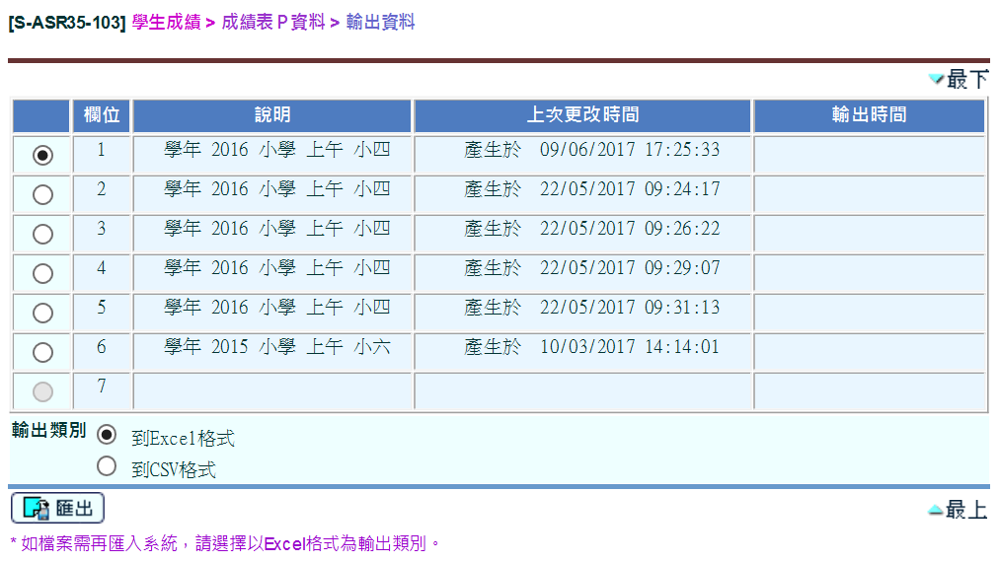 [S-ASR35-103] 學生成績 > 成績表 P 資料 > 輸出資料
最下
欄位 說明 上次更改時間 輸出時間
1 學年 2016 小學 上午 小四 產生於 09/06/2017 17:25:33
2 學年 2016 小學 上午 小四 產生於 22/05/2017 09:24:17
3 學年 2016 小學 上午 小四 產生於 22/05/2017 09:26:22
4 學年 2016 小學 上午 小四 產生於 22/05/2017 09:29:07
5 學年 2016 小學 上午 小四 產生於 22/05/2017 09:31:13
6 學年 2015 小學 上午 小六 產生於 10/03/2017 14:14:01
7
輸出類別 到Excel格式
到CSV格式
匯出 最上
* 如檔案需再匯入系統，請選擇以Excel格式為輸出類別。